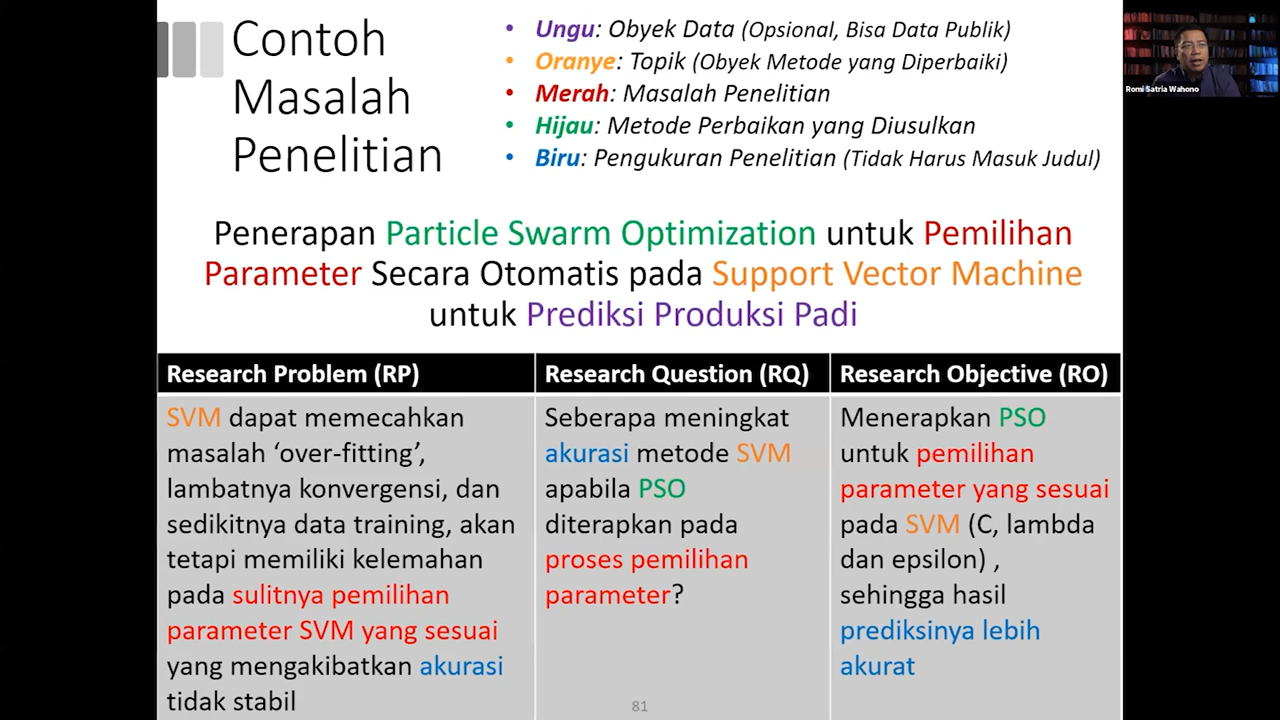 Contoh
Masalah
Penelitian
• Ungu: Obyek Data (Opsional, Bisa Data Publik)
• Oranye: Topik (Obyek Metode yang Diperbaiki)
• Merah: Masalah Penelitian
• Hijau: Metode Perbaikan yang Diusulkan
• Biru: Pengukuran Penelitian (Tidak Harus Masuk Judul)
Romi Satria Wahono
Penerapan Particle Swarm Optimization untuk Pemilihan
Parameter Secara Otomatis pada Support Vector Machine
untuk Prediksi Produksi Padi
Research Problem (RP)
SVM dapat memecahkan
masalah ‘over-fitting’,
lambatnya konvergensi, dan
sedikitnya data training, akan
tetapi memiliki kelemahan
pada sulitnya pemilihan
parameter SVM yang sesuai
yang mengakibatkan akurasi
tidak stabil
Research Question (RQ)
Seberapa meningkat
akurasi metode SVM
apabila PSO
diterapkan pada
proses pemilihan
parameter?
Research Objective (RO)
Menerapkan PSO
untuk pemilihan
parameter yang sesuai
pada SVM (C, lambda
dan epsilon) ,
sehingga hasil
prediksinya lebih
akurat
81